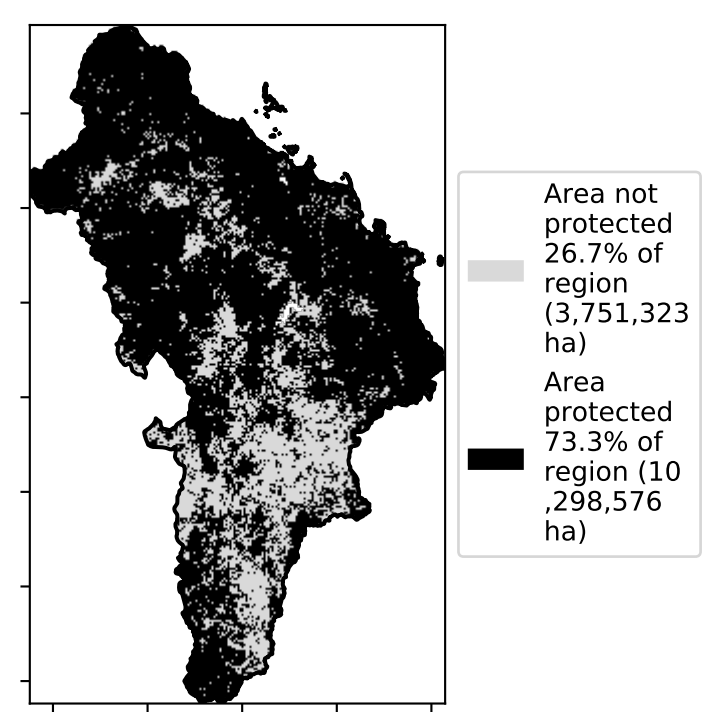 Area not
protected
26.7% of
region
(3,751,323
ha)
Area
protected
73.3% of
region (10
,298,576
ha)